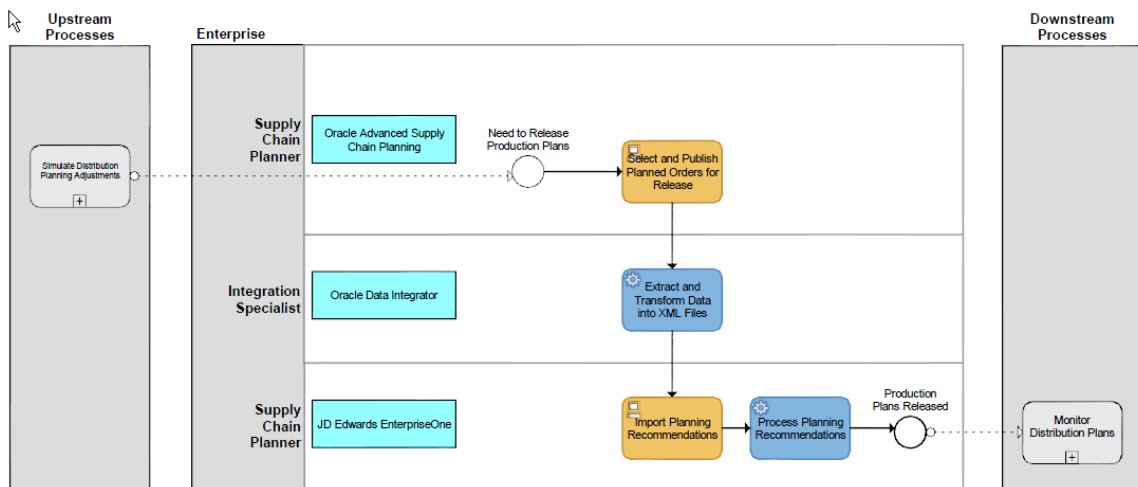 Upstream
Processes
Enterprise
Downstream
Processes
Supply
Chain
Planner
Oracle Advanced Supply
Chain Planning
Need to Release
Production Plans
Select and Publish
Planned Orders for
Release
Simulate Distribution
Planning Adjustments
Integration
Specialist
Oracle Data Integrator
Extract and
Transform Data
into XML Files
Supply
Chain
Planner
JD Edwards EnterpriseOne
Import Planning
Recommendations
Process Planning
Recommendations
Production
Plans Released
Monitor
Distribution Plans